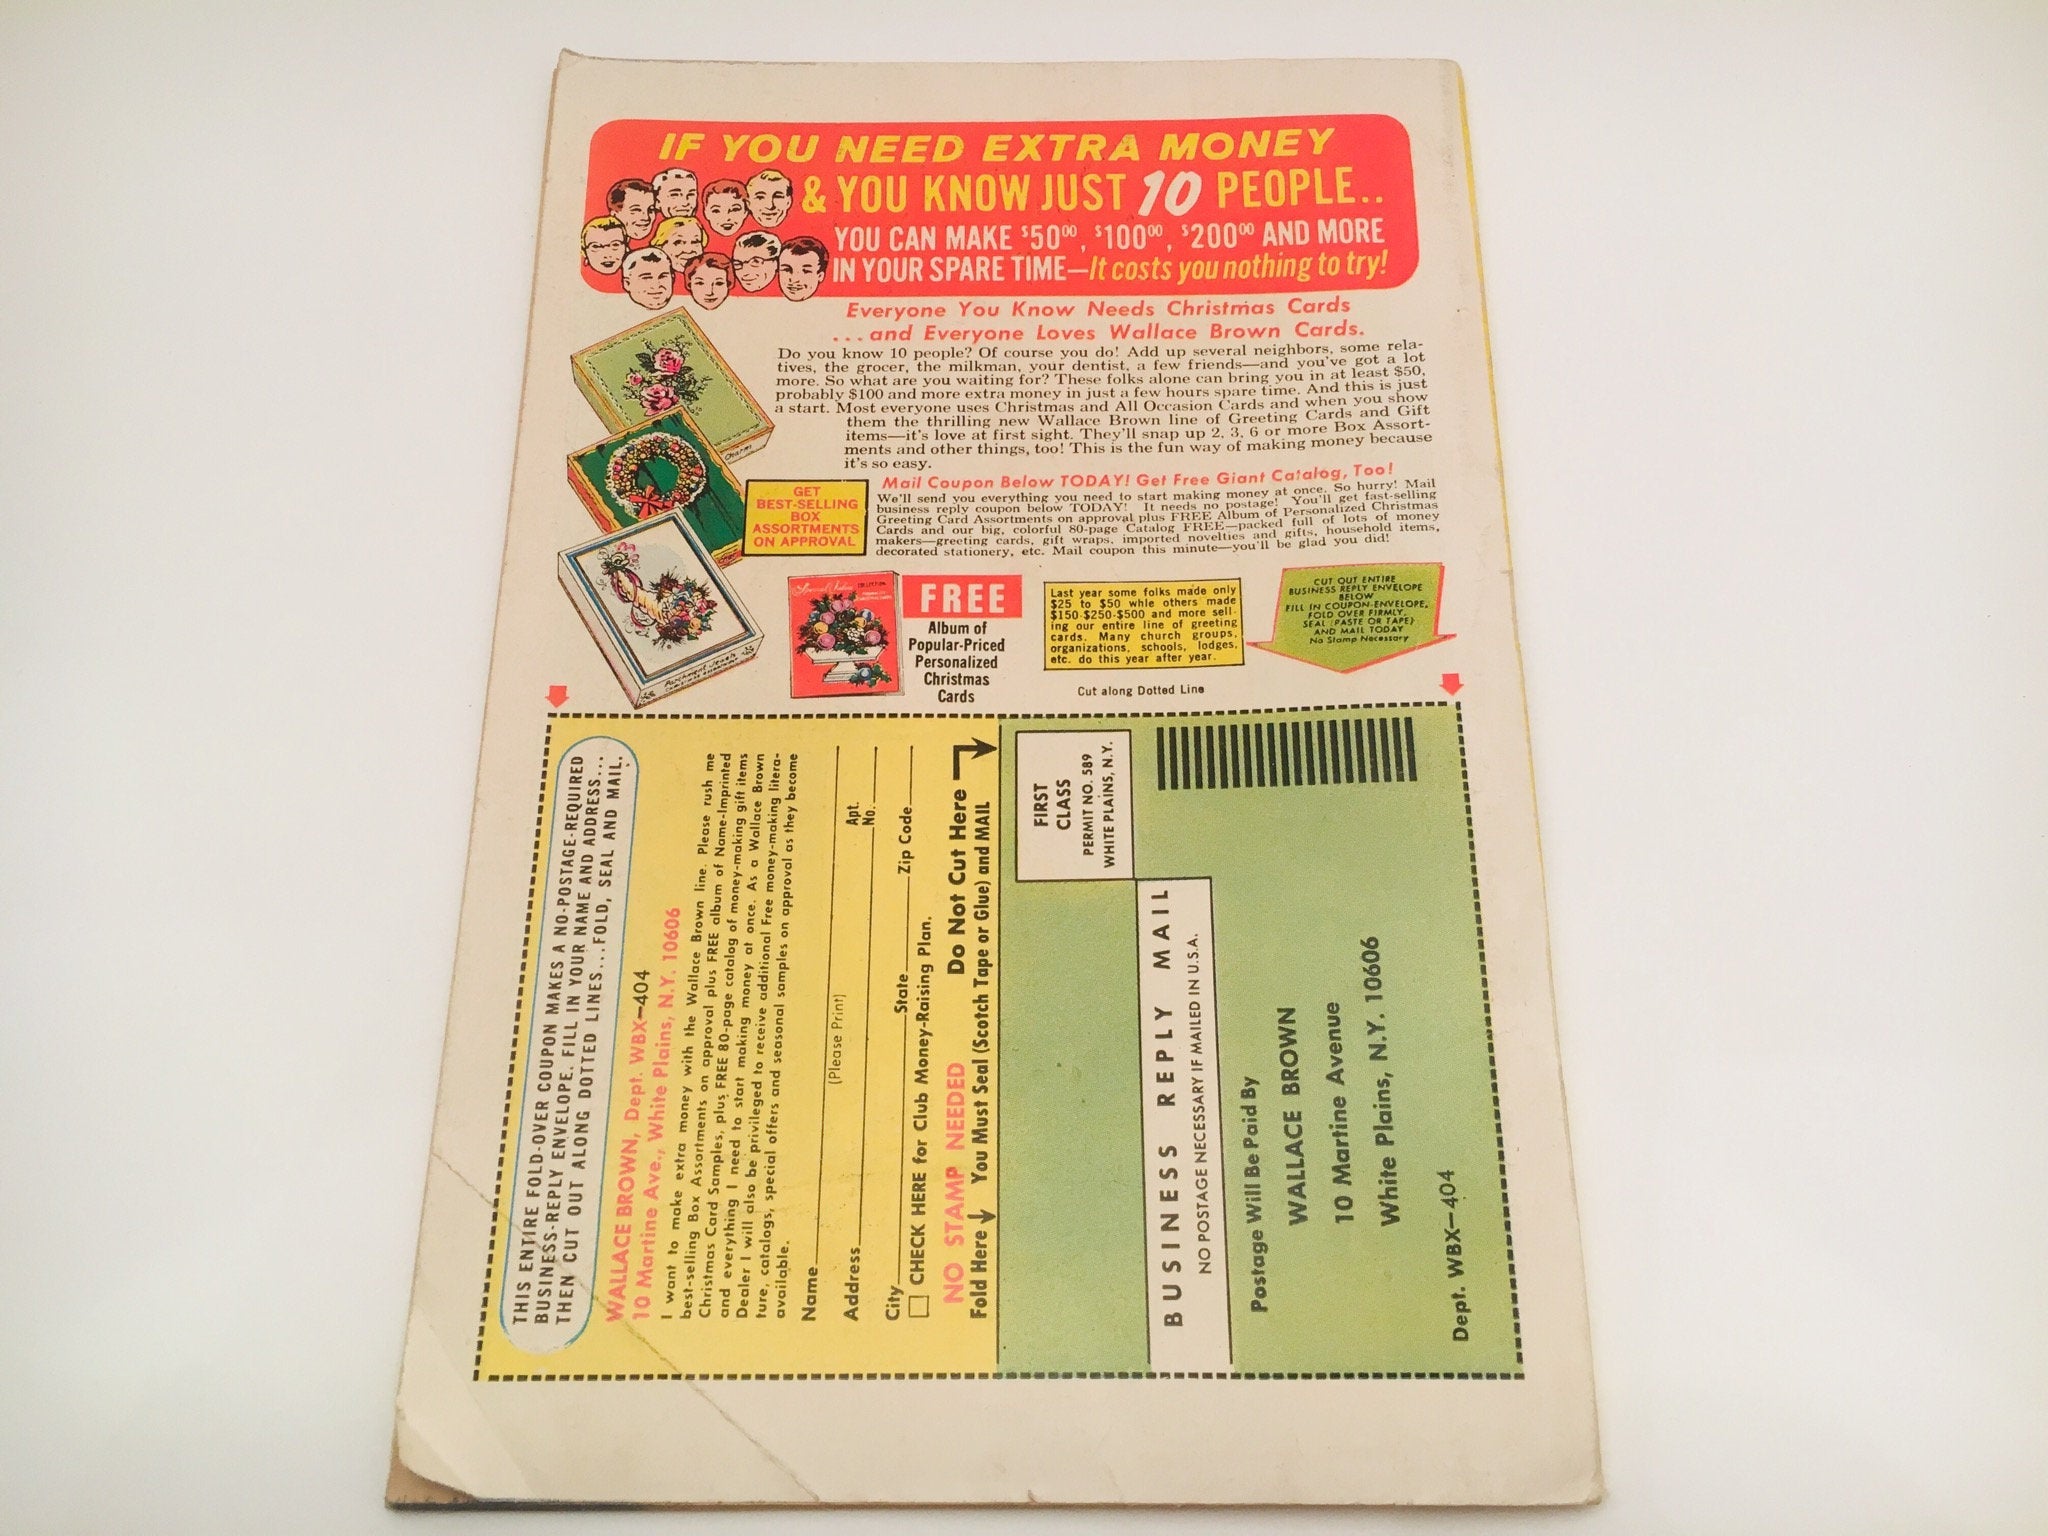 IF YOU NEED EXTRA MONEY
& YOU KNOW JUST 10 PEOPLE..
YOU CAN MAKE $50⁰⁰, $100⁰⁰, $200⁰⁰ AND MORE
IN YOUR SPARE TIME—It costs you nothing to try!
Everyone You Know Needs Christmas Cards
...and Everyone Loves Wallace Brown Cards.
Do you know 10 people? Of course you do! Add up several neighbors, some rela-
tives, the grocer, the milkman, your dentist, a few friends—and you've got a lot
more. So what are you waiting for? These folks alone can bring you in at least $50,
probably $100 and more extra money in just a few hours spare time. And this is just
a start. Most everyone uses Christmas and All Occasion Cards and when you show
them the thrilling new Wallace Brown line of Greeting Cards and Gift
items—it's love at first sight. They'll snap up 2, 3, 6 or more Box Assort-
ments and other things, too! This is the fun way of making money because
it's so easy.
Charm
GET
BEST-SELLING
BOX
ASSORTMENTS
ON APPROVAL
Mail Coupon Below TODAY! Get Free Giant Catalog, Too!
We'll send you everything you need to start making money at once. So hurry! Mail
business reply coupon below TODAY! It needs no postage! You'll get fast-selling
Greeting Card Assortments on approval plus FREE Album of Personalized Christmas
Cards and our big, colorful 80-page Catalog FREE—packed full of lots of money
makers—greeting cards, gift wraps, imported novelties and gifts, household items,
decorated stationery, etc. Mail coupon this minute—you'll be glad you did!
Parchment Jewels
COLLECTION
FREE
Album of
Popular-Priced
Personalized
Christmas
Cards
Last year some folks made only
$25 to $50 whle others made
$150-$250-$500 and more sell-
ing our entire line of greeting
cards. Many church groups,
organizations, schools, lodges,
etc. do this year after year.
CUT OUT ENTIRE
BUSINESS REPLY ENVELOPE
BELOW
FILL IN COUPON-ENVELOPE,
FOLD OVER FIRMLY,
SEAL (PASTE OR TAPE)
AND MAIL TODAY
No Stamp Necessary
Cut along Dotted Line
THIS ENTIRE FOLD-OVER COUPON MAKES A NO-POSTAGE-REQUIRED
BUSINESS-REPLY ENVELOPE. FILL IN YOUR NAME AND ADDRESS...
THEN CUT OUT ALONG DOTTED LINES...FOLD, SEAL AND MAIL.
WALLACE BROWN, Dept. WBX—404
10 Martine Ave., White Plains, N.Y. 10606
I want to make extra money with the Wallace Brown line. Please rush me
best-selling Box Assortments on approval plus FREE album of Name-Imprinted
Christmas Card Samples, plus FREE 80-page catalog of money-making gift items
and everything I need to start making money at once. As a Wallace Brown
Dealer I will also be privileged to receive additional Free money-making litera-
ture, catalogs, special offers and seasonal samples on approval as they become
available.
Name
(Please Print)
Address
Apt.
No.
City State Zip Code
CHECK HERE for Club Money-Raising Plan.
NO STAMP NEEDED Do Not Cut Here
Fold Here You Must Seal (Scotch Tape or Glue) and MAIL
FIRST
CLASS
PERMIT NO. 589
WHITE PLAINS, N.Y.
BUSINESS REPLY MAIL
NO POSTAGE NECESSARY IF MAILED IN U.S.A.
Postage Will Be Paid By
WALLACE BROWN
10 Martine Avenue
White Plains, N.Y. 10606
Dept. WBX—404